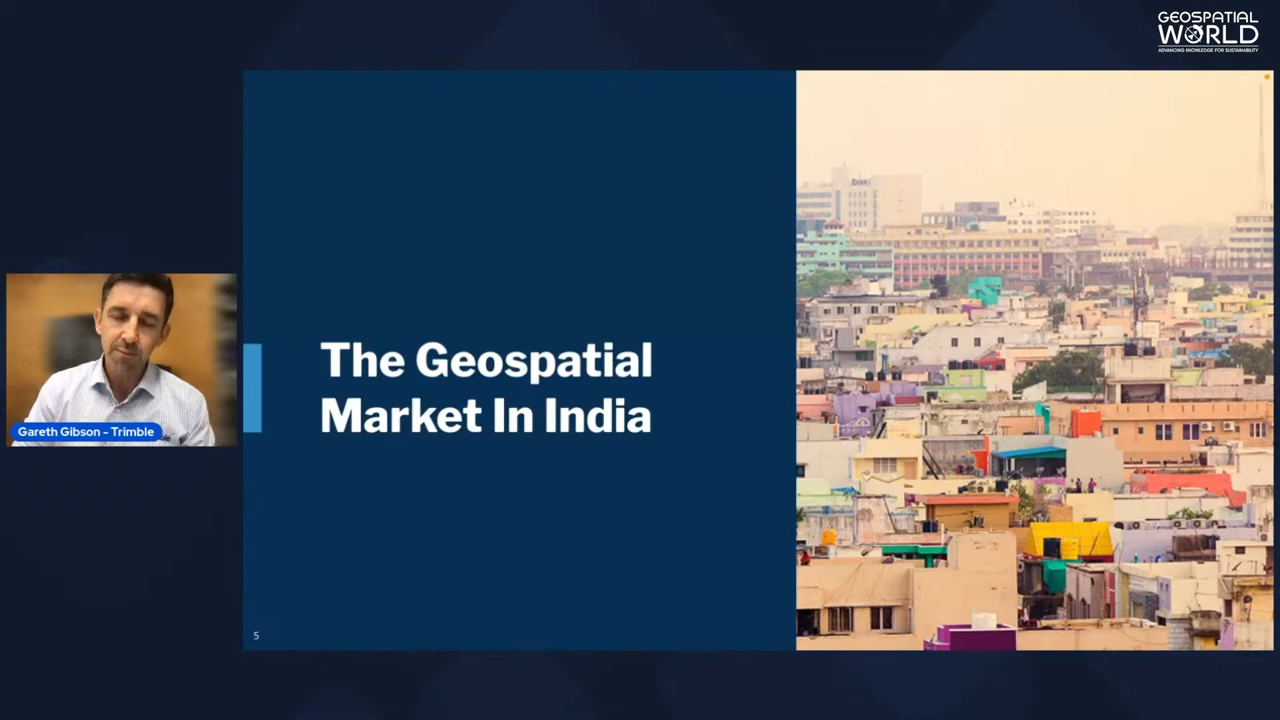 GEOSPATIAL
WORLD
ADVANCING KNOWLEDGE FOR SUSTAINABILITY
The Geospatial
Market In India
Gareth Gibson – Trimble
5